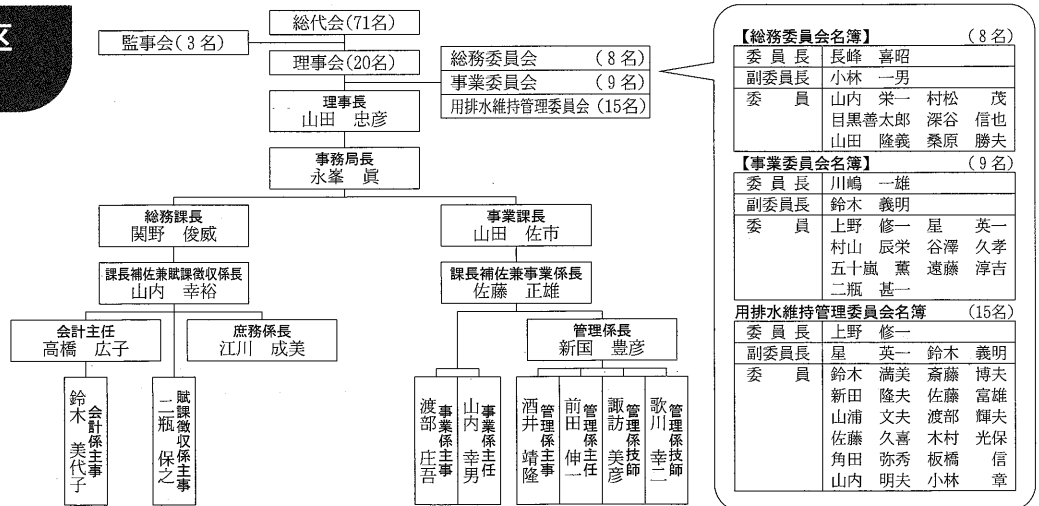 区
総代会(71名)
監事会(3名)
理事会(20名)
総務委員会 (8名)
事業委員会 (9名)
用排水維持管理委員会(15名)
理事長
山田 忠彦
事務局長
永峯 眞
総務課長
関野 俊威
事業課長
山田 佐市
課長補佐兼賦課徴収係長
山内 幸裕
課長補佐兼事業係長
佐藤 正雄
会計主任
高橋 広子
庶務係長
江川 成美
管理係長
新国 豊彦
会計係主事
鈴木 美代子
賦課徴収係主事
二瓶 保之
事業係主事
渡部 庄吾
事業係主任
山内 幸男
管理係主事
酒井 靖隆
管理係主任
前田 伸一
管理係技師
諏訪 美彦
管理係技師
歌川 幸二
【総務委員会名簿】 (8名)
委員長 長峰 喜昭
副委員長 小林 一男
委員 山内 栄一 村松 茂
目黒善太郎 深谷 信也
山田 隆義 桑原 勝夫
【事業委員会名簿】 (9名)
委員長 川嶋 一雄
副委員長 鈴木 義明
委員 上野 修一 星 英一
村山 辰栄 谷澤 久孝
五十嵐 薫 遠藤 淳吉
二瓶 甚一
用排水維持管理委員会名簿 (15名)
委員長 上野 修一
副委員長 星 英一 鈴木 義明
委員 鈴木 満美 斎藤 博夫
新田 隆夫 佐藤 富雄
山浦 文夫 渡部 輝夫
佐藤 久喜 木村 光保
角田 弥秀 板橋 信
山内 明夫 小林 章